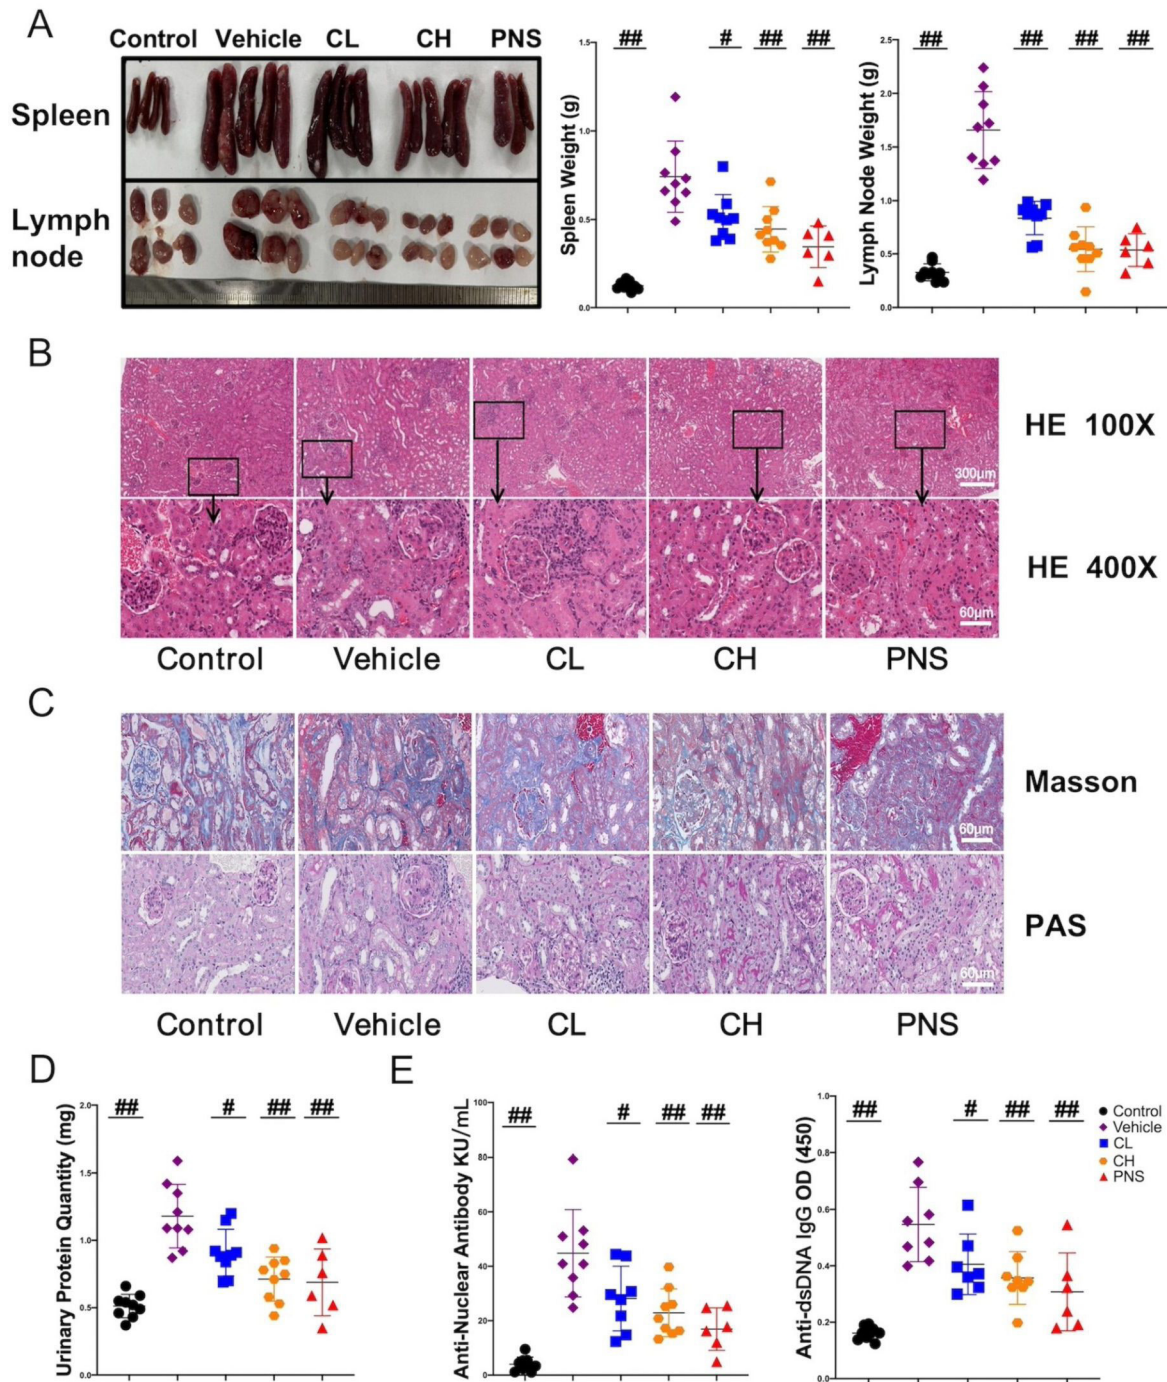 A
Control Vehicle CL CH PNS
Spleen
Lymph
node
Spleen Weight (g)
1.5
1.0
0.5
0.0
## # ## ##
Lymph Node Weight (g)
2.5
2.0
1.5
1.0
0.5
0.0
## ## ## ##
B
HE 100X
300μm
HE 400X
60μm
Control Vehicle CL CH PNS
C
Masson
60μm
PAS
60μm
Control Vehicle CL CH PNS
D
Urinary Protein Quantity (mg)
2.0
1.5
1.0
0.5
0.0
## # ## ##
E
Anti-Nuclear Antibody KU/mL
100
80
60
40
20
0
## # ## ##
Anti-dsDNA IgG OD (450)
1.0
0.8
0.6
0.4
0.2
0.0
## # ## ##
Control
Vehicle
CL
CH
PNS